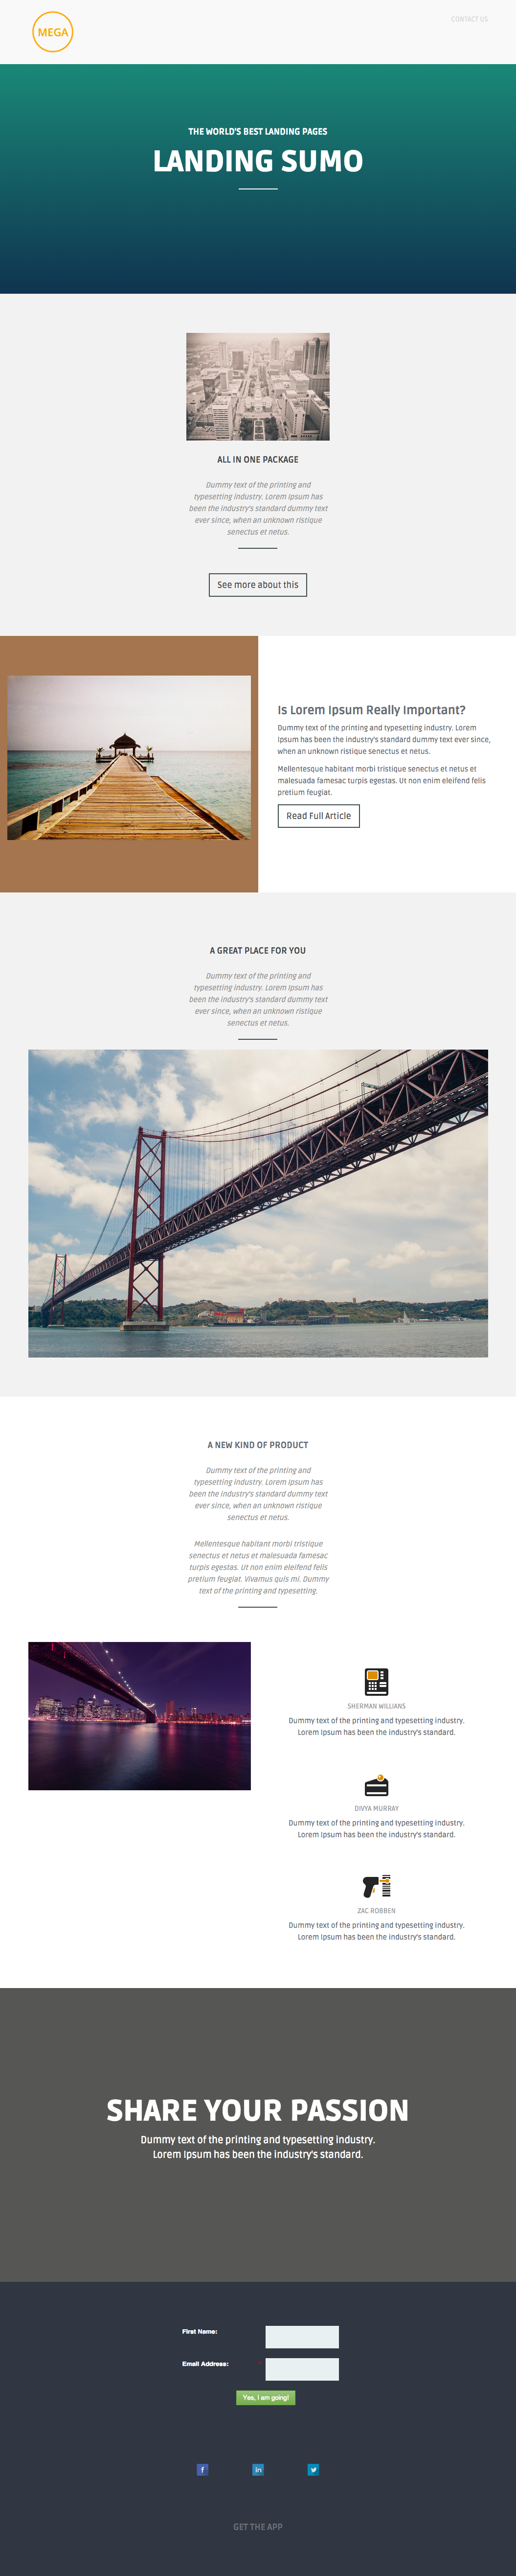 MEGA
CONTACT US
THE WORLD'S BEST LANDING PAGES
LANDING SUMO
ALL IN ONE PACKAGE
Dummy text of the printing and
typesetting industry. Lorem Ipsum has
been the industry's standard dummy text
ever since, when an unknown ristique
senectus et netus.
See more about this
Is Lorem Ipsum Really Important?
Dummy text of the printing and typesetting industry. Lorem
Ipsum has been the industry's standard dummy text ever since,
when an unknown ristique senectus et netus.
Mellentesque habitant morbi tristique senectus et netus et
malesuada famesac turpis egestas. Ut non enim eleifend felis
pretium feugiat.
Read Full Article
A GREAT PLACE FOR YOU
Dummy text of the printing and
typesetting industry. Lorem Ipsum has
been the industry's standard dummy text
ever since, when an unknown ristique
senectus et netus.
A NEW KIND OF PRODUCT
Dummy text of the printing and
typesetting industry. Lorem Ipsum has
been the industry's standard dummy text
ever since, when an unknown ristique
senectus et netus.
Mellentesque habitant morbi tristique
senectus et netus et malesuada famesac
turpis egestas. Ut non enim eleifend felis
pretium feugiat. Vivamus quis mi. Dummy
text of the printing and typesetting.
SHERMAN WILLIANS
Dummy text of the printing and typesetting industry.
Lorem Ipsum has been the industry's standard.
DIVYA MURRAY
Dummy text of the printing and typesetting industry.
Lorem Ipsum has been the industry's standard.
ZAC ROBBEN
Dummy text of the printing and typesetting industry.
Lorem Ipsum has been the industry's standard.
SHARE YOUR PASSION
Dummy text of the printing and typesetting industry.
Lorem Ipsum has been the industry's standard.
First Name:
Email Address: *
Yes, I am going!
f in
GET THE APP